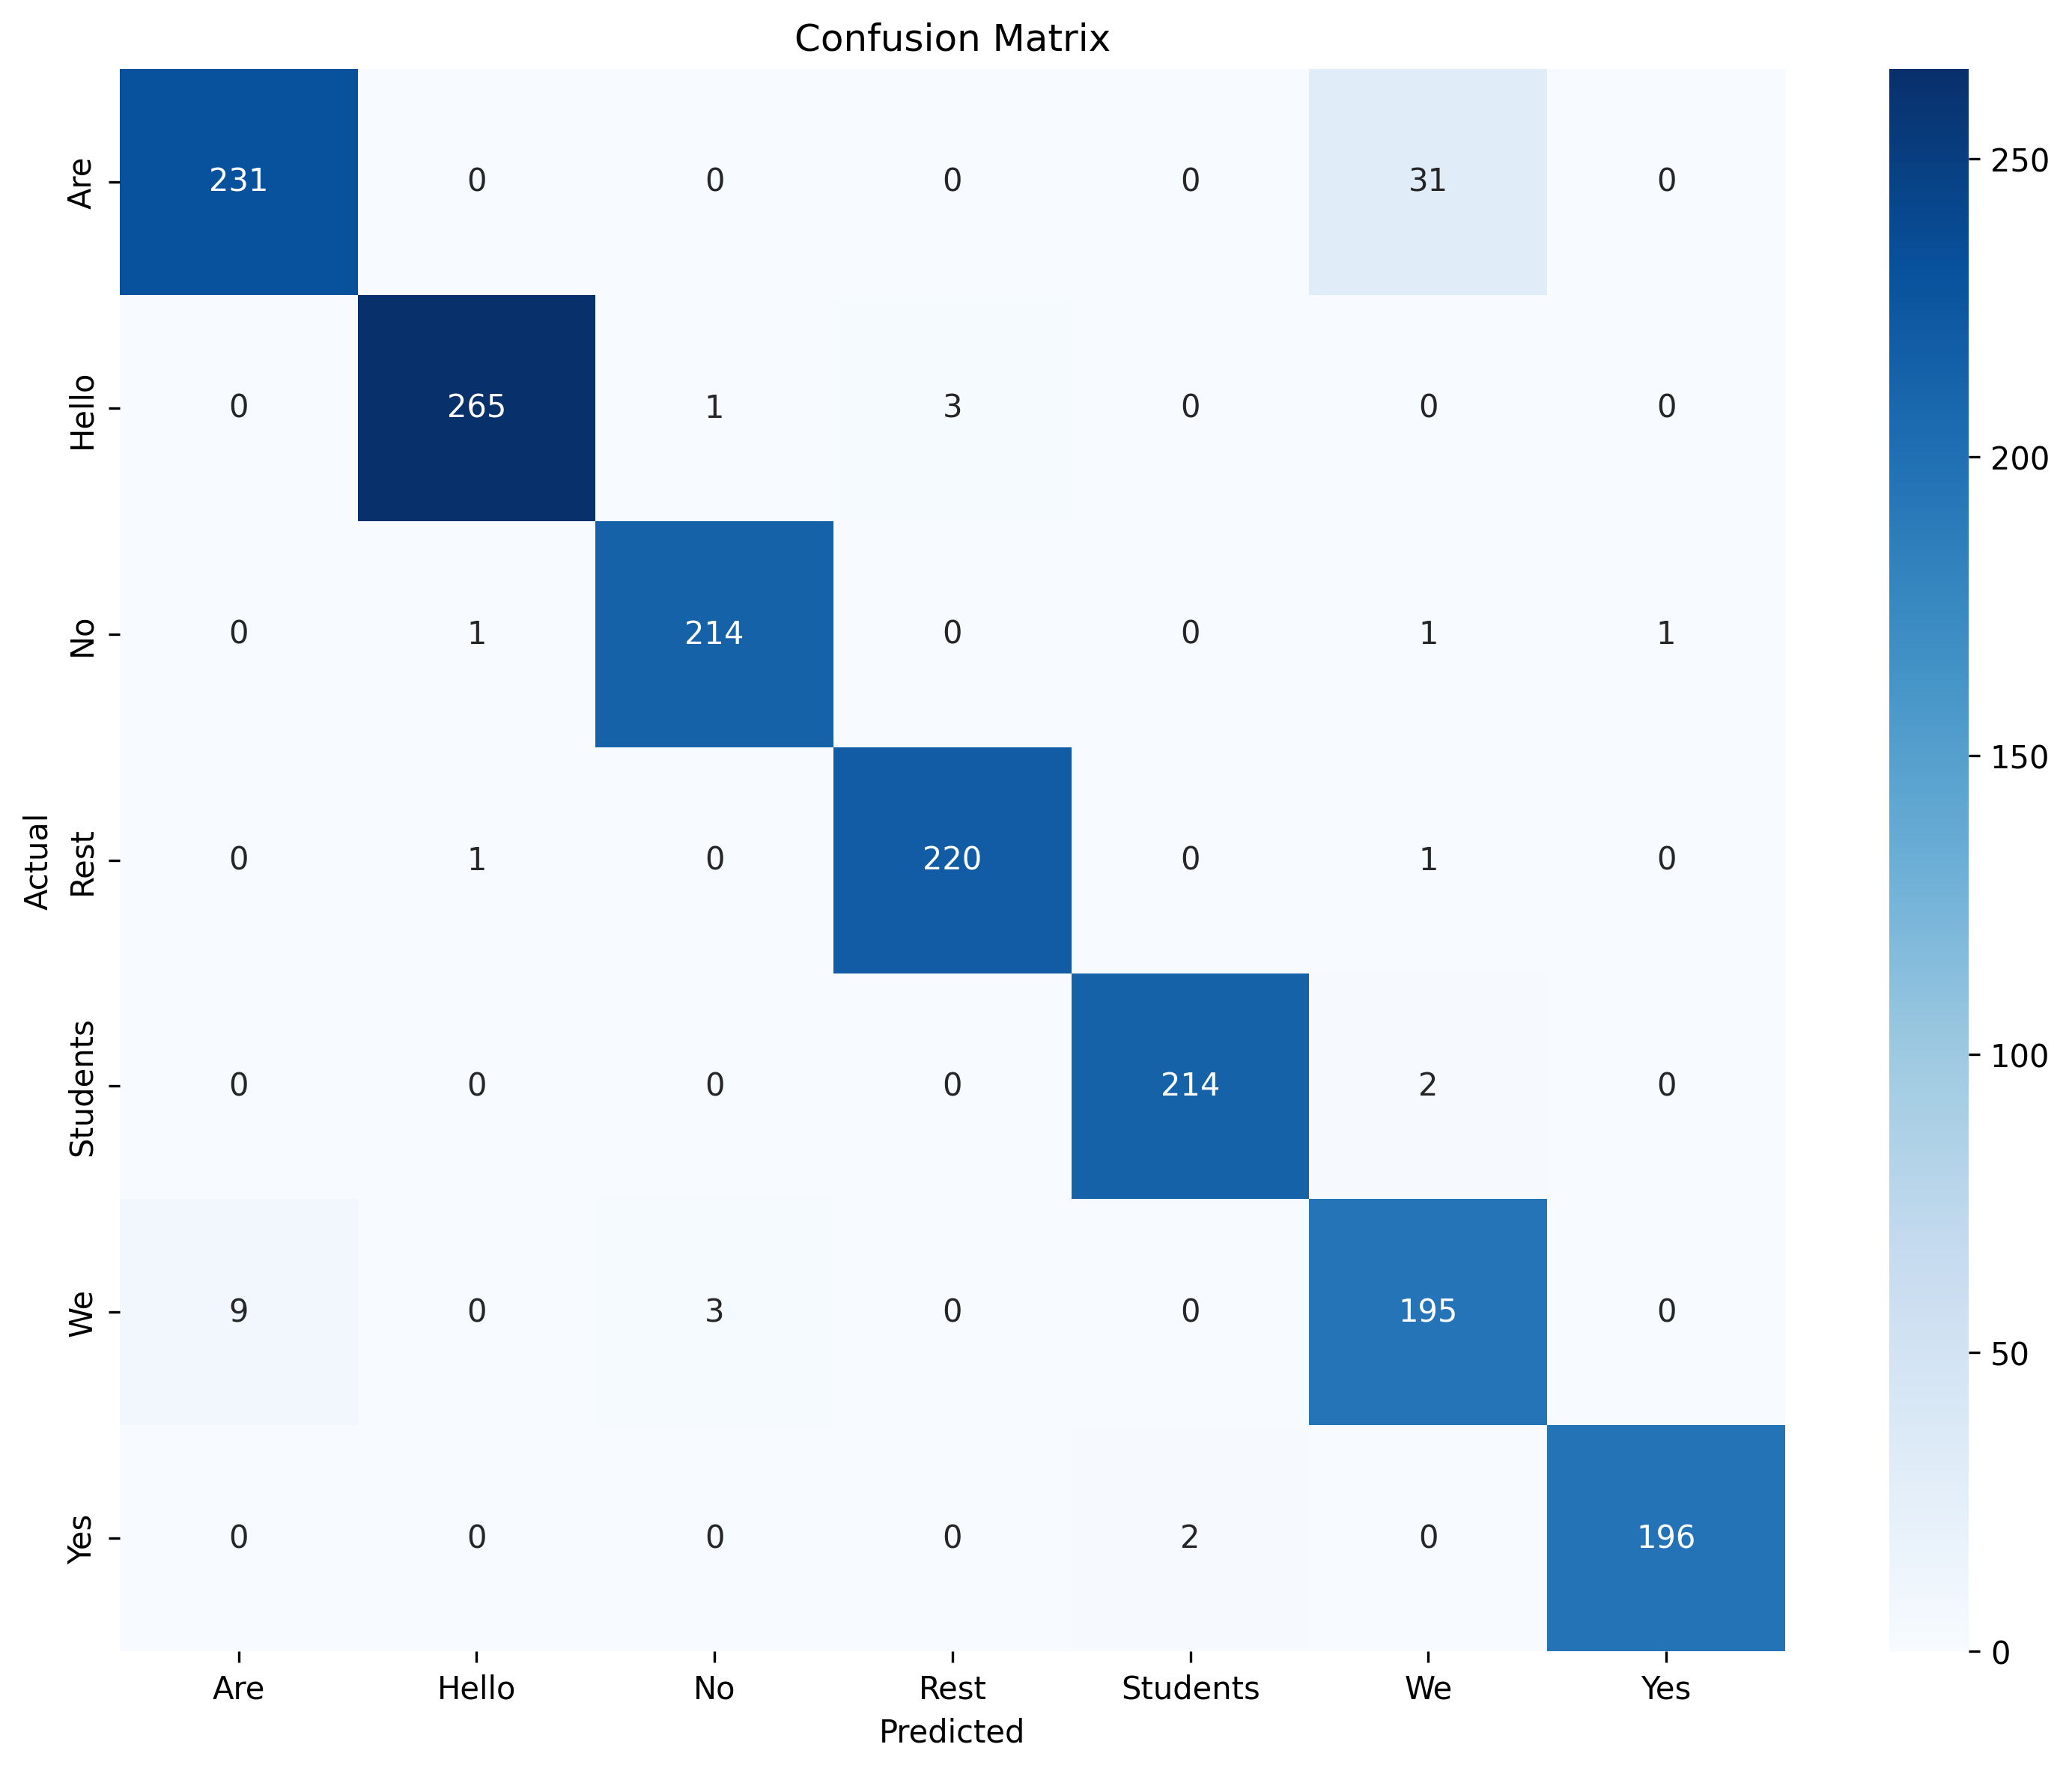 Confusion Matrix
Are 231 0 0 0 0 31 0
Hello 0 265 1 3 0 0 0
No 0 1 214 0 0 1 1
Rest 0 1 0 220 0 1 0
Students 0 0 0 0 214 2 0
We 9 0 3 0 0 195 0
Yes 0 0 0 0 2 0 196
Actual
Are Hello No Rest Students We Yes
Predicted
250
200
150
100
50
0